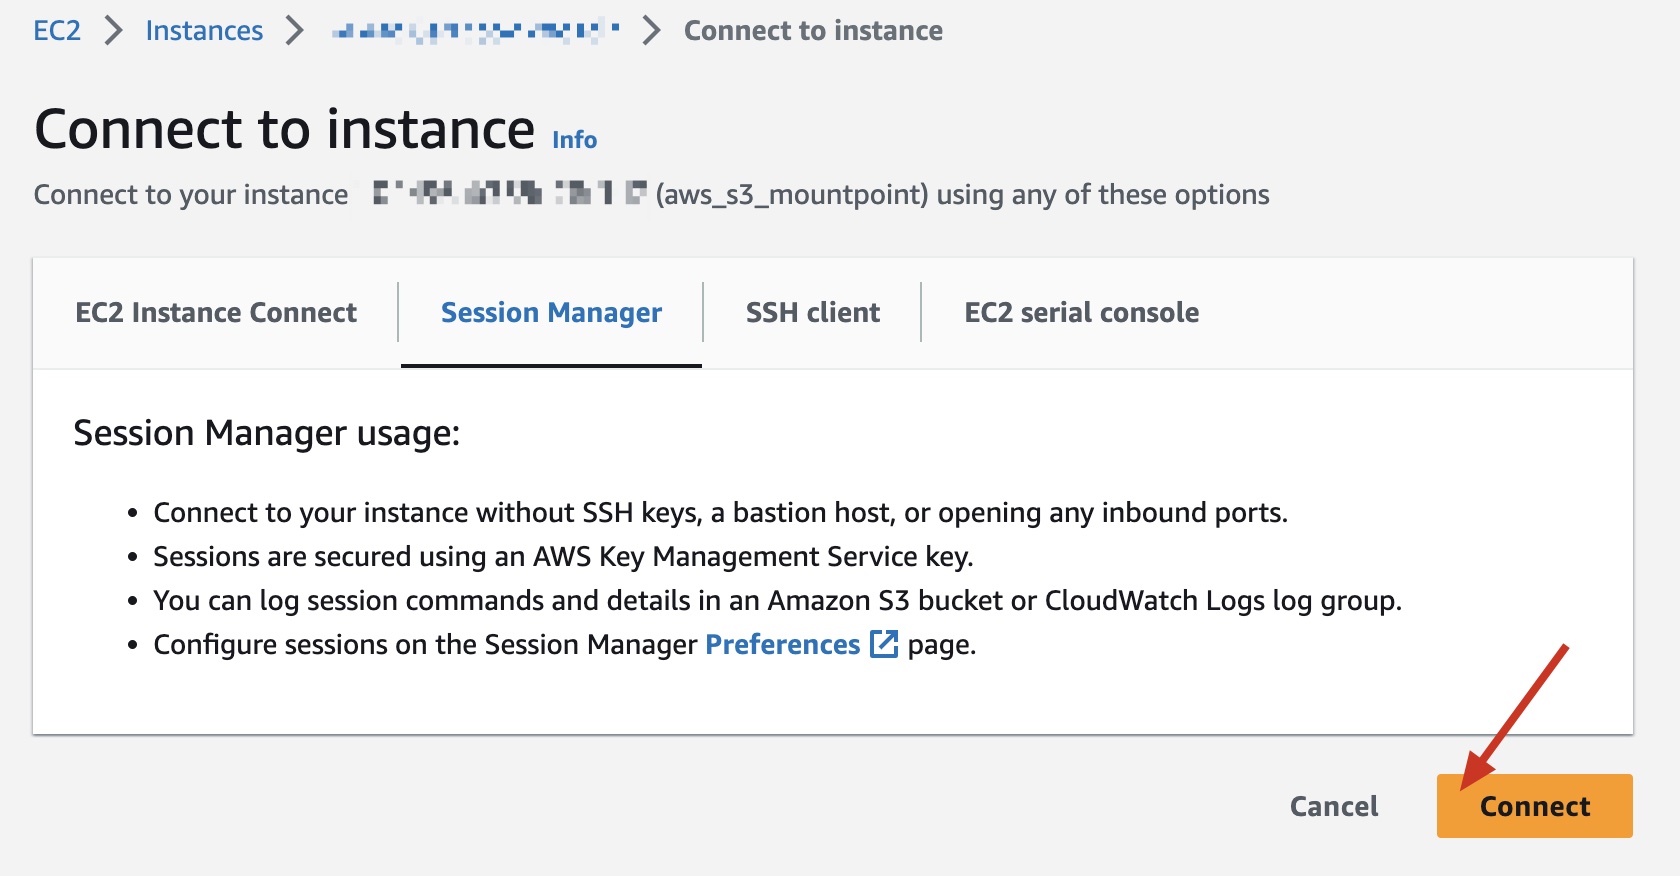 EC2 Instances Connect to instance
Connect to instance Info
Connect to your instance (aws_s3_mountpoint) using any of these options
EC2 Instance Connect Session Manager SSH client EC2 serial console
Session Manager usage:
• Connect to your instance without SSH keys, a bastion host, or opening any inbound ports.
• Sessions are secured using an AWS Key Management Service key.
• You can log session commands and details in an Amazon S3 bucket or CloudWatch Logs log group.
• Configure sessions on the Session Manager Preferences page.
Cancel Connect